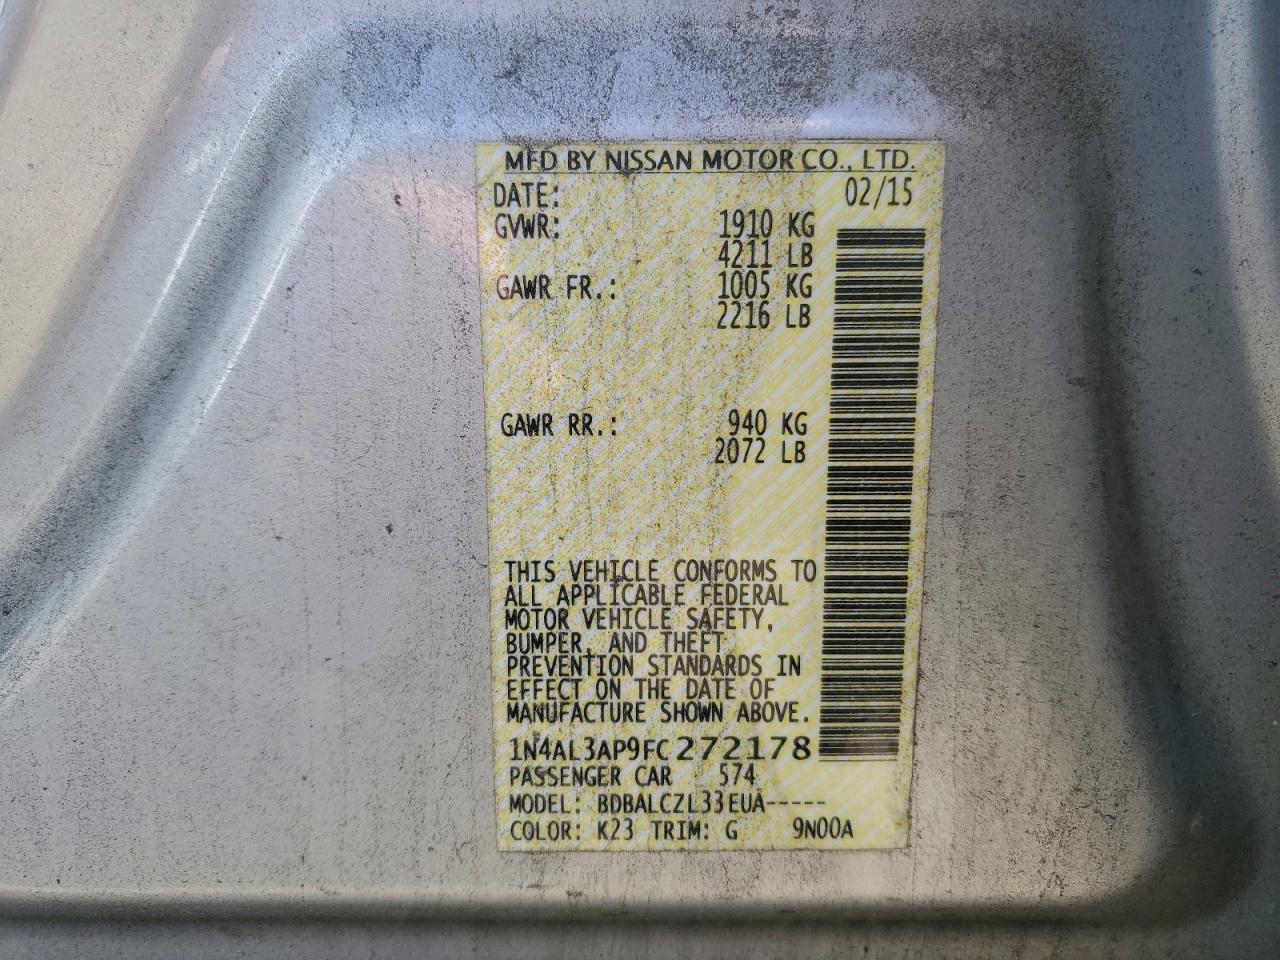 MFD BY NISSAN MOTOR CO., LTD.
DATE: 02/15
GVWR: 1910 KG
4211 LB
GAWR FR.: 1005 KG
2216 LB
GAWR RR.: 940 KG
2072 LB
THIS VEHICLE CONFORMS TO
ALL APPLICABLE FEDERAL
MOTOR VEHICLE SAFETY,
BUMPER, AND THEFT
PREVENTION STANDARDS IN
EFFECT ON THE DATE OF
MANUFACTURE SHOWN ABOVE.
1N4AL3AP9FC272178
PASSENGER CAR 574
MODEL: BDBALCZL33EUA-----
COLOR: K23 TRIM: G 9N00A